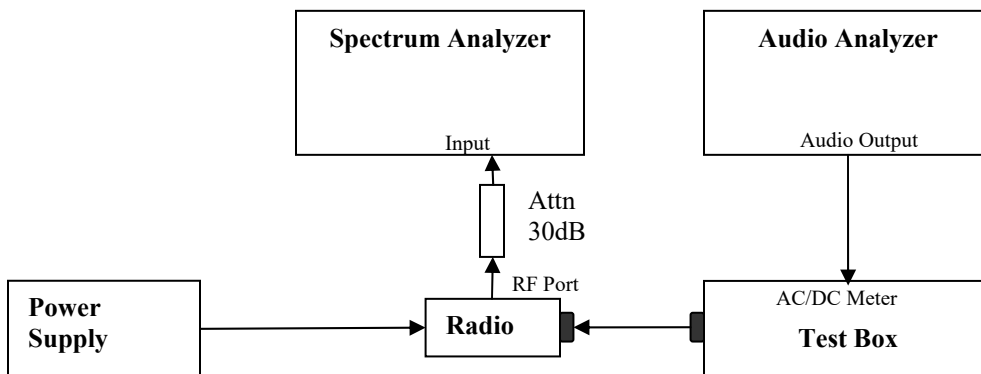 Spectrum Analyzer
Input
Audio Analyzer
Audio Output
Attn
30dB
RF Port
Power
Supply
Radio
AC/DC Meter
Test Box